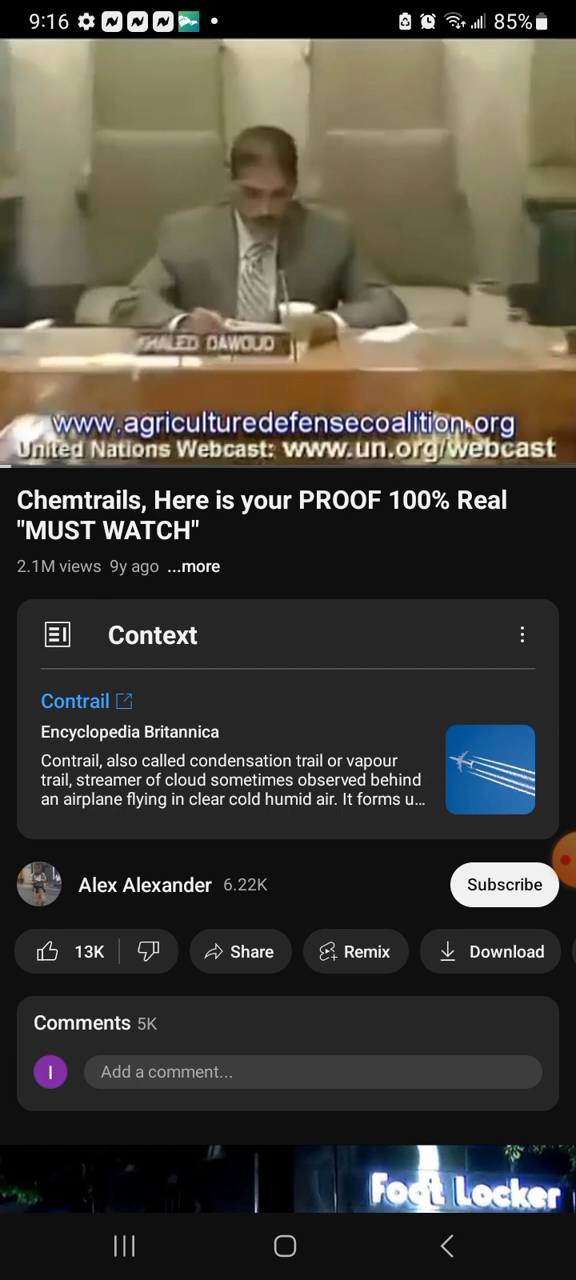 9:16
85%
KHALED DAWOUD
www.agriculturedefensecoalition.org
United Nations Webcast: www.un.org/webcast
Chemtrails, Here is your PROOF 100% Real
"MUST WATCH"
2.1M views 9y ago ...more
Context
Contrail
Encyclopedia Britannica
Contrail, also called condensation trail or vapour
trail, streamer of cloud sometimes observed behind
an airplane flying in clear cold humid air. It forms u...
Alex Alexander 6.22K
Subscribe
13K
Share
Remix
Download
Comments 5K
I
Add a comment...
Foot Locker